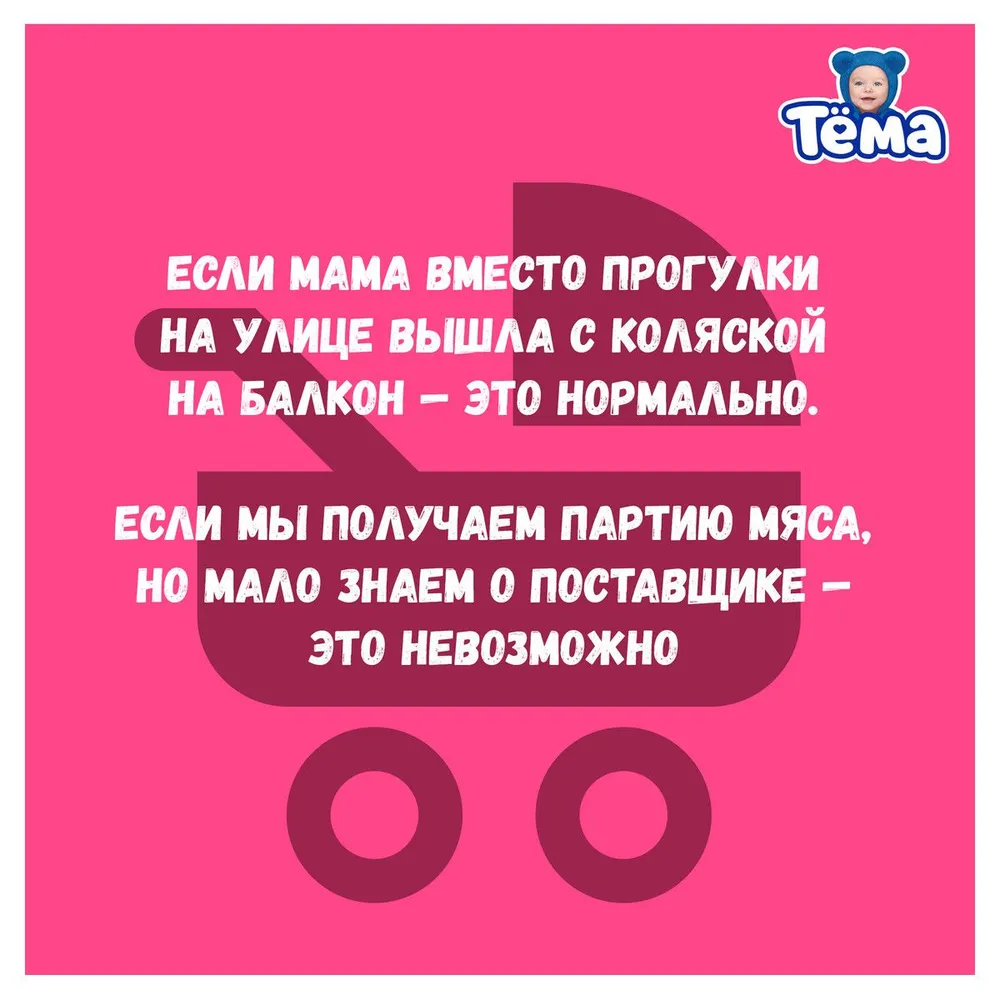 Тёма
ЕСЛИ МАМА ВМЕСТО ПРОГУЛКИ
НА УЛИЦЕ ВЫШЛА С КОЛЯСКОЙ
НА БАЛКОН – ЭТО НОРМАЛЬНО.
ЕСЛИ МЫ ПОЛУЧАЕМ ПАРТИЮ МЯСА,
НО МАЛО ЗНАЕМ О ПОСТАВЩИКЕ –
ЭТО НЕВОЗМОЖНО